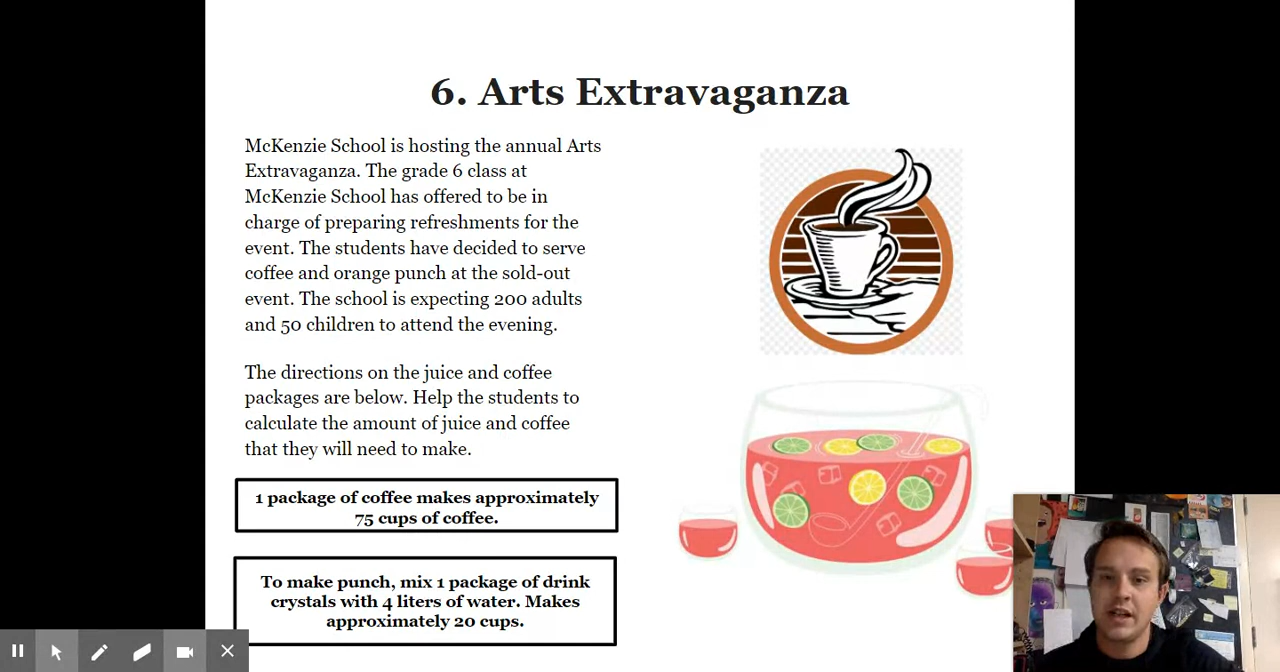 6. Arts Extravaganza
McKenzie School is hosting the annual Arts
Extravaganza. The grade 6 class at
McKenzie School has offered to be in
charge of preparing refreshments for the
event. The students have decided to serve
coffee and orange punch at the sold-out
event. The school is expecting 200 adults
and 50 children to attend the evening.
The directions on the juice and coffee
packages are below. Help the students to
calculate the amount of juice and coffee
that they will need to make.
1 package of coffee makes approximately
75 cups of coffee.
To make punch, mix 1 package of drink
crystals with 4 liters of water. Makes
approximately 20 cups.